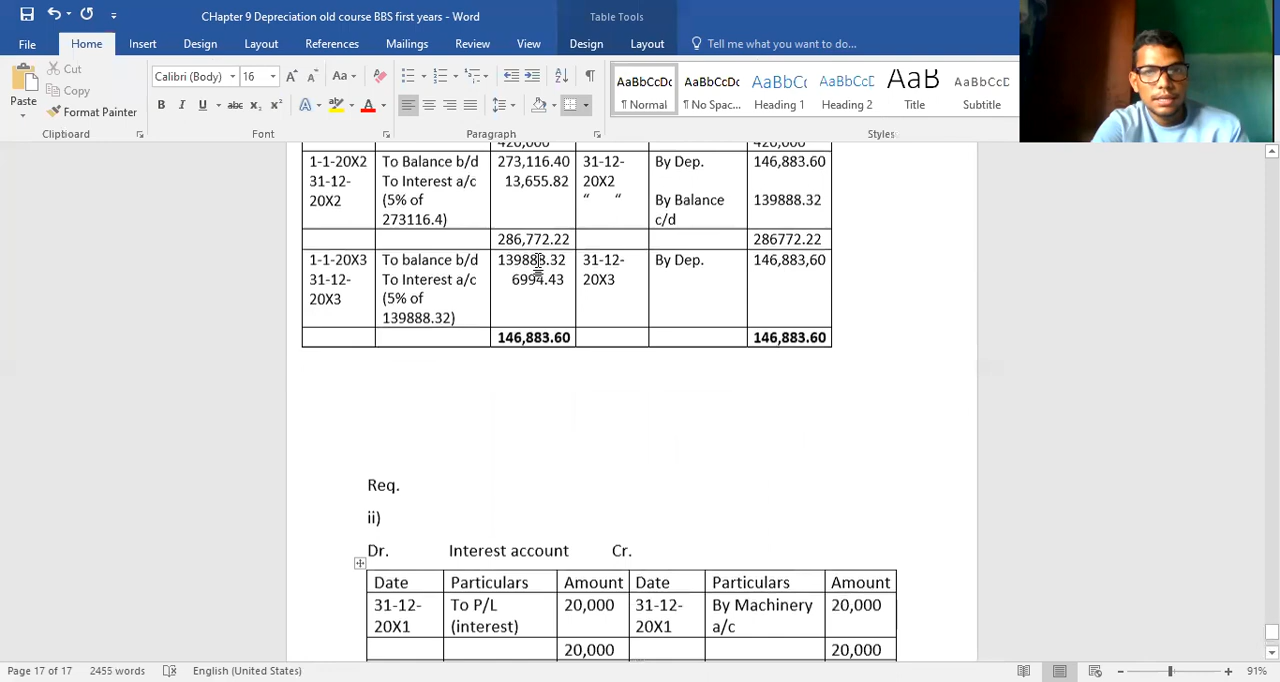 CHapter 9 Depreciation old course BBS first years - Word
Table Tools
File Home Insert Design Layout References Mailings Review View Design Layout Tell me what you want to do...
Paste
Cut
Copy
Format Painter
Calibri (Body) 16
AaBbCcDc AaBbCcDc AaBbCc AaBbCcE AaB AaBbCcD
¶ Normal ¶ No Spac... Heading 1 Heading 2 Title Subtitle
Clipboard Font Paragraph Styles
420,000 420,000
1-1-20X2 To Balance b/d 273,116.40 31-12- By Dep. 146,883.60
31-12- To Interest a/c 13,655.82 20X2
20X2 (5% of “ “ By Balance 139888.32
273116.4) c/d
286,772.22 286772.22
1-1-20X3 To balance b/d 139888.32 31-12- By Dep. 146,883,60
31-12- To Interest a/c 6994.43 20X3
20X3 (5% of
139888.32)
146,883.60 146,883.60
Req.
ii)
Dr. Interest account Cr.
Date Particulars Amount Date Particulars Amount
31-12- To P/L 20,000 31-12- By Machinery 20,000
20X1 (interest) 20X1 a/c
20,000 20,000
Page 17 of 17 2455 words English (United States) 91%